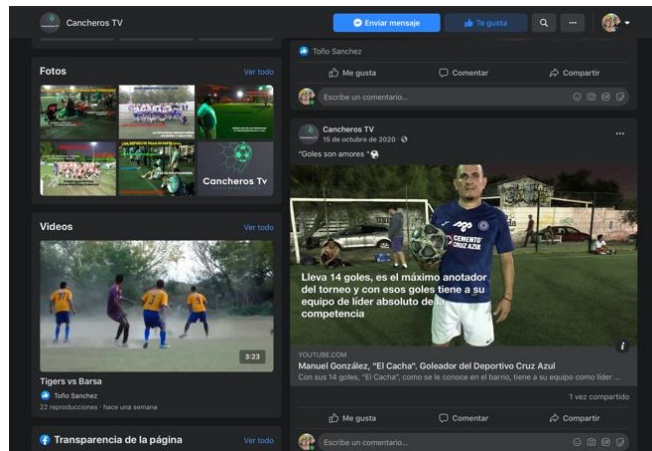 Cancheros TV
Enviar mensaje
Te gusta
Fotos
Ver todo
Cancheros Tv
Videos
Ver todo
3:23
Tigers vs Barsa
Toño Sanchez
22 reproducciones · hace una semana
Transparencia de la página
Ver todo
Toño Sanchez
Me gusta
Comentar
Compartir
Escribe un comentario...
Cancheros TV
15 de octubre de 2020
"Goles son amores"
CEMENTO
CRUZ AZUL
Lleva 14 goles, es el máximo anotador
del torneo y con esos goles tiene a su
equipo de líder absoluto de la
competencia
YOUTUBE.COM
Manuel González, "El Cacha". Goleador del Deportivo Cruz Azul
Con sus 14 goles, "El Cacha", como se le conoce en el barrio, tiene a su equipo como líder ...
1 vez compartido
Me gusta
Comentar
Compartir
Escribe un comentario...